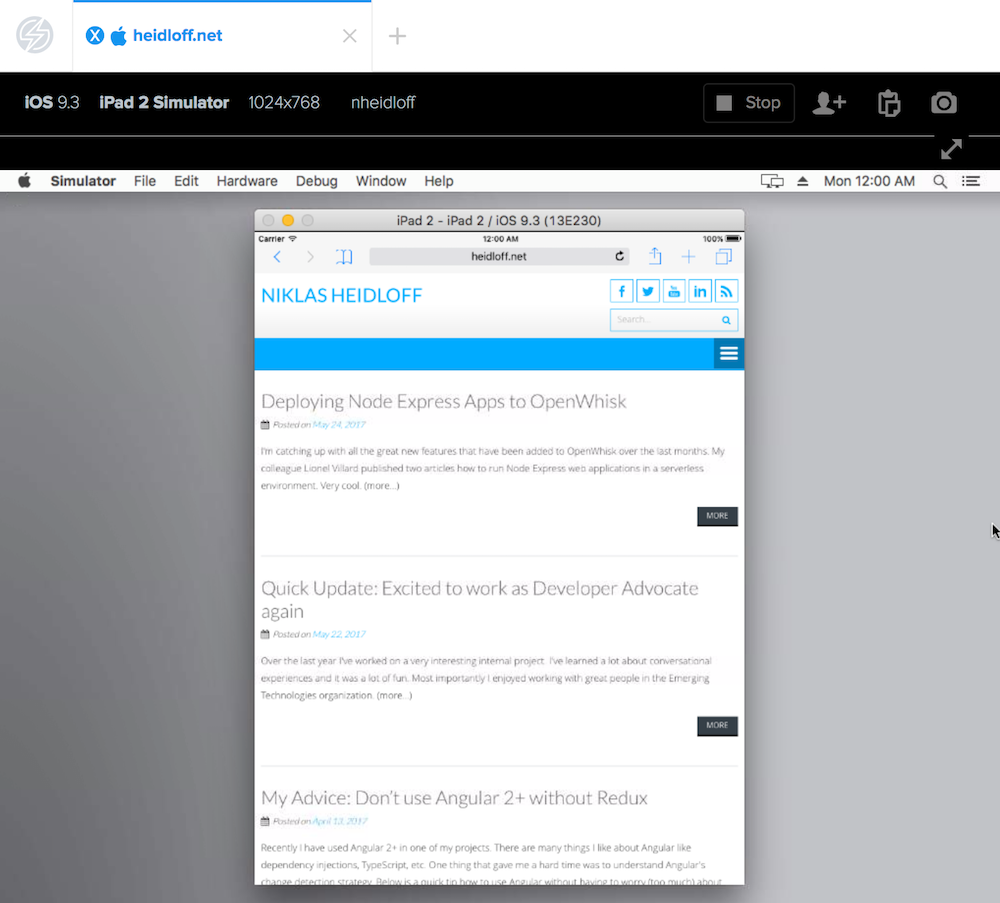 heidloff.net
iOS 9.3 iPad 2 Simulator 1024x768 nheidloff Stop
Simulator File Edit Hardware Debug Window Help Mon 12:00 AM
iPad 2 - iPad 2 / iOS 9.3 (13E230)
Carrier 12:00 AM 100%
heidloff.net
NIKLAS HEIDLOFF
Search...
Deploying Node Express Apps to OpenWhisk
Posted on May 24, 2017
I'm catching up with all the great new features that have been added to OpenWhisk over the last months. My
colleague Lionel Villard published two articles how to run Node Express web applications in a serverless
environment. Very cool. (more...)
MORE
Quick Update: Excited to work as Developer Advocate
again
Posted on May 22, 2017
Over the last year I've worked on a very interesting internal project. I've learned a lot about conversational
experiences and it was a lot of fun. Most importantly I enjoyed working with great people in the Emerging
Technologies organization. (more...)
MORE
My Advice: Don't use Angular 2+ without Redux
Posted on April 13, 2017
Recently I have used Angular 2+ in one of my projects. There are many things I like about Angular like
dependency injections, TypeScript, etc. One thing that gave me a hard time was to understand Angular's
change detection strategy. Below is a quick tip how to use Angular without having to worry (too much) about